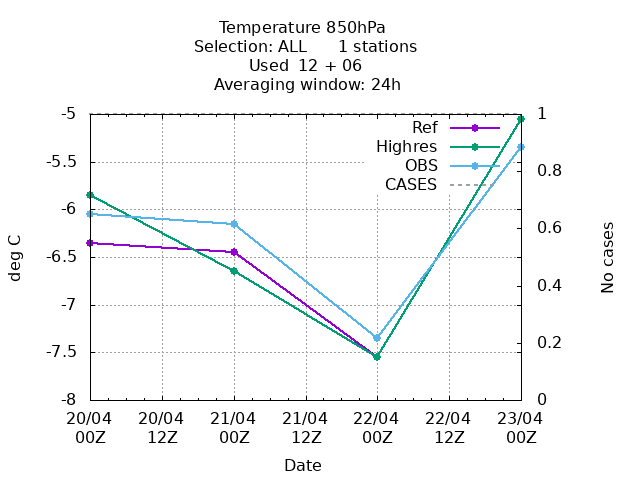 Temperature 850hPa
Selection: ALL      1 stations
Used  12 + 06
Averaging window: 24h
-5
-5.5
-6
-6.5
-7
-7.5
-8
deg C
1
0.8
0.6
0.4
0.2
0
No cases
Ref
Highres
OBS
CASES
20/04 00Z
20/04 12Z
21/04 00Z
21/04 12Z
22/04 00Z
22/04 12Z
23/04 00Z
Date